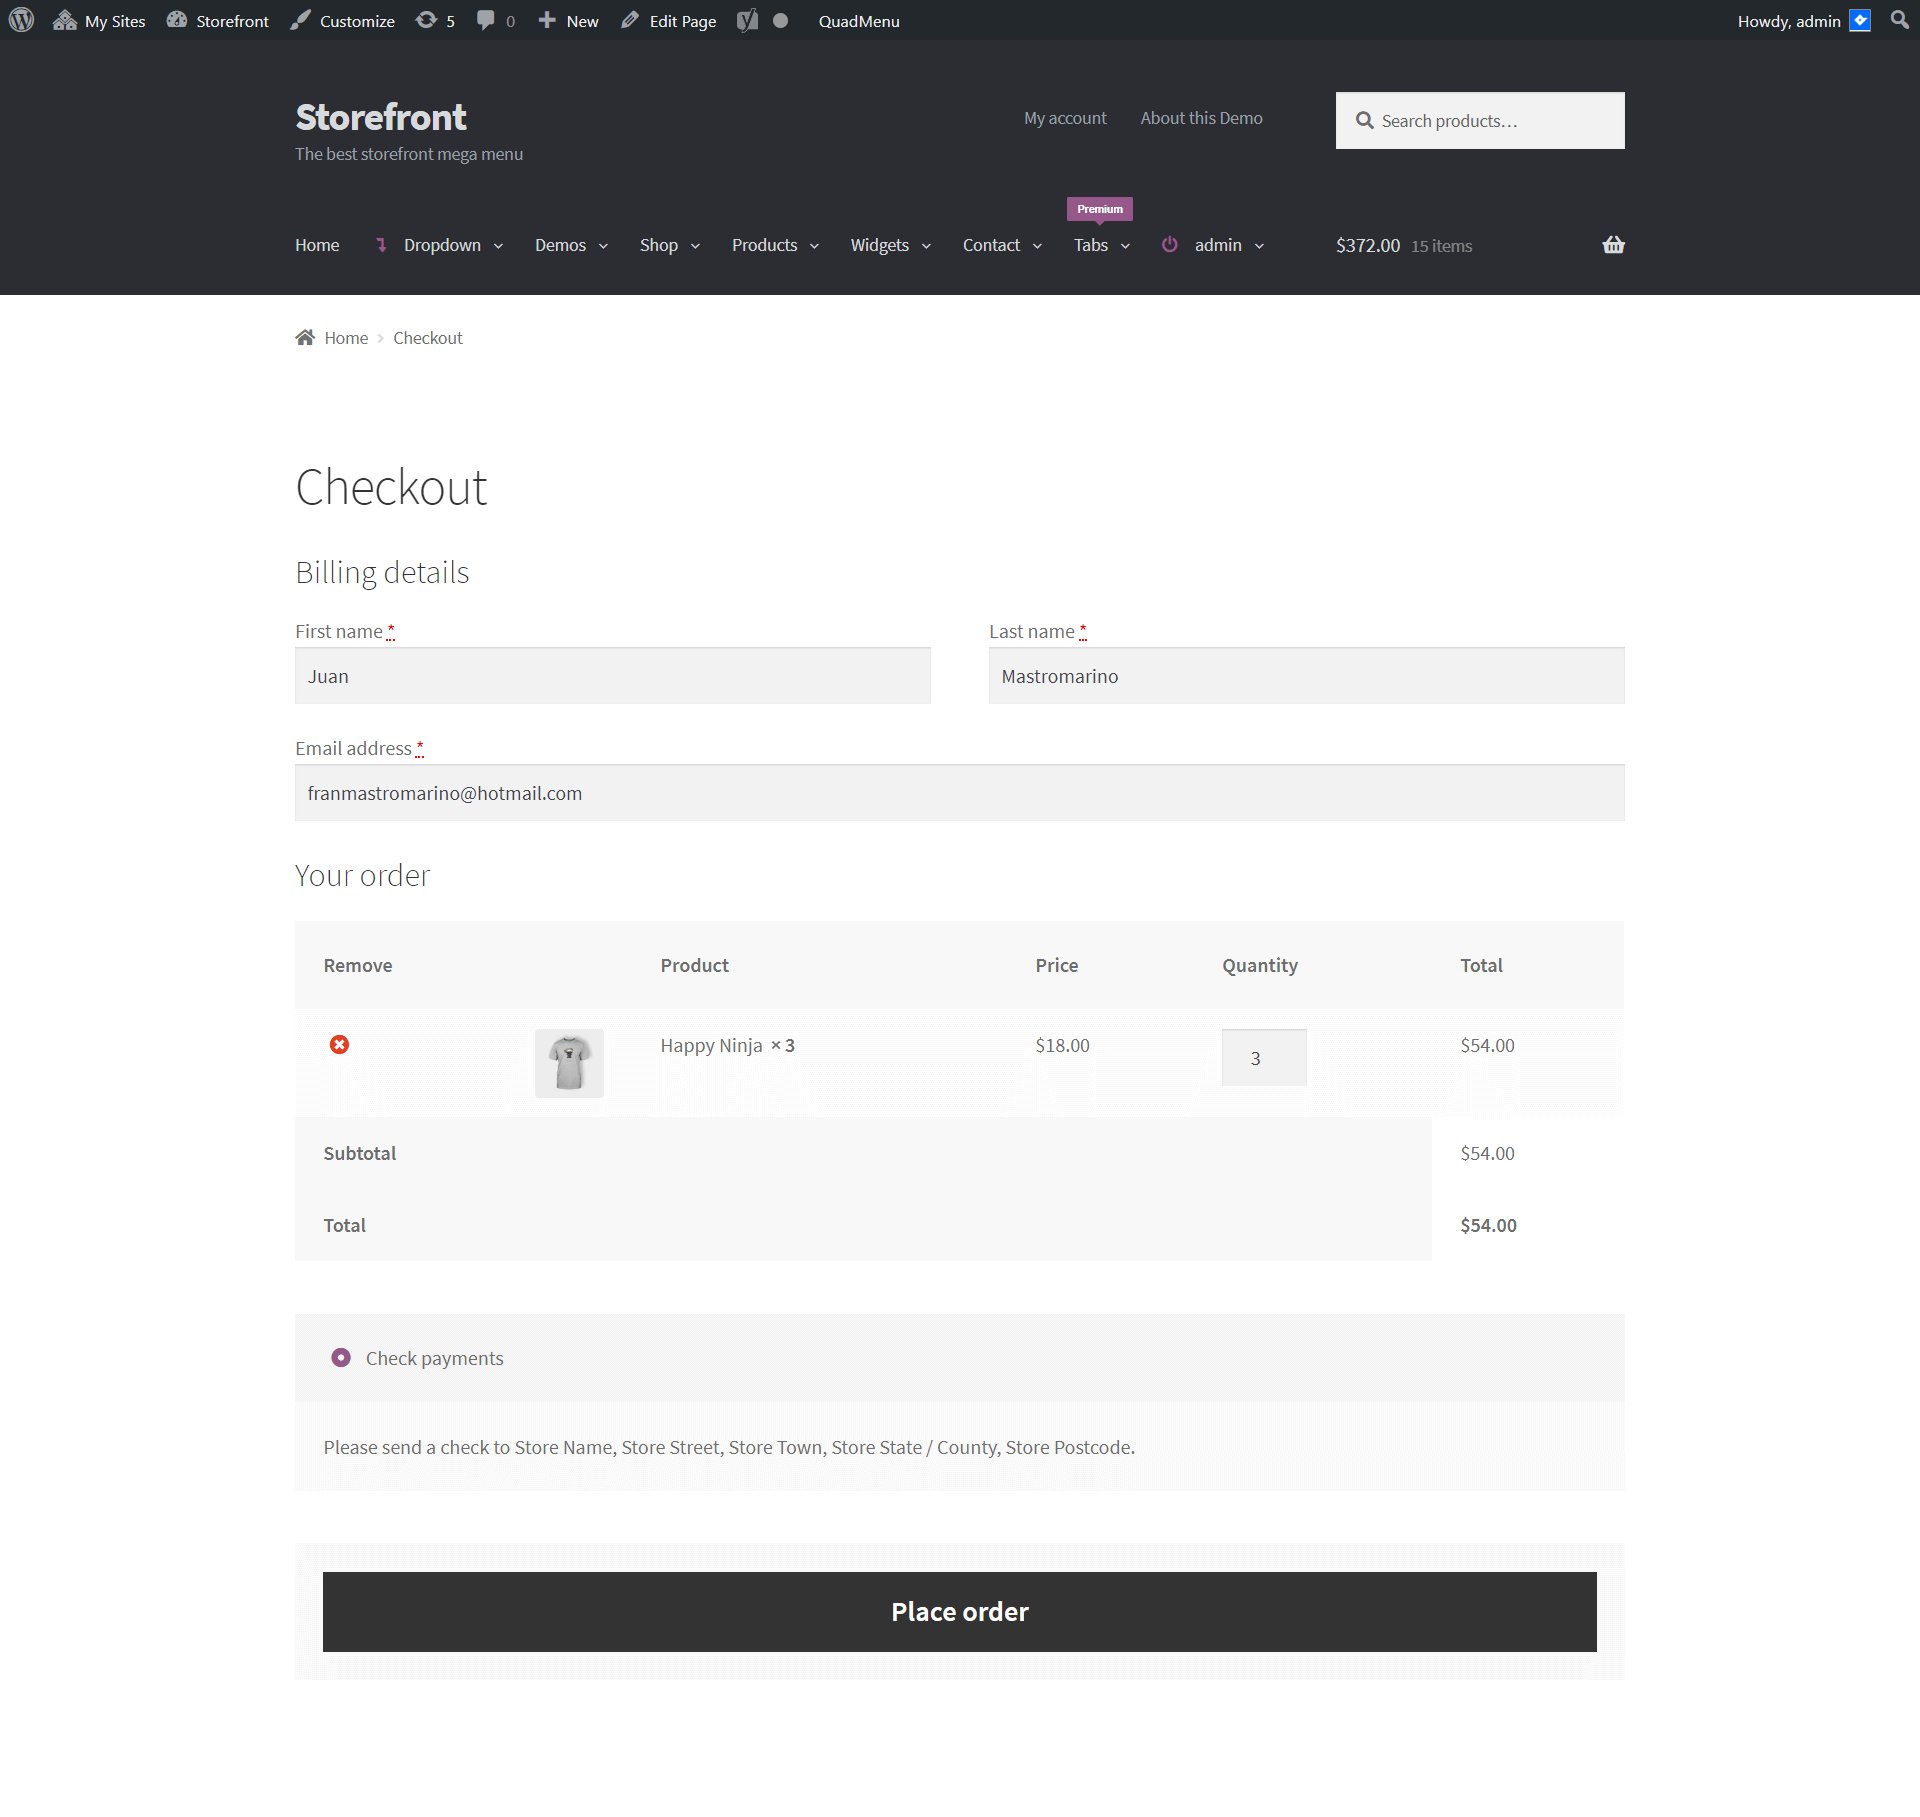 My Sites Storefront Customize 5 0 New Edit Page QuadMenu Howdy, admin
Storefront
The best storefront mega menu
My account About this Demo
Search products…
Premium
Home Dropdown Demos Shop Products Widgets Contact Tabs admin $372.00 15 items
Home Checkout
Checkout
Billing details
First name * Last name *
Juan Mastromarino
Email address *
franmastromarino@hotmail.com
Your order
Remove Product Price Quantity Total
Happy Ninja × 3 $18.00 3 $54.00
Subtotal $54.00
Total $54.00
Check payments
Please send a check to Store Name, Store Street, Store Town, Store State / County, Store Postcode.
Place order